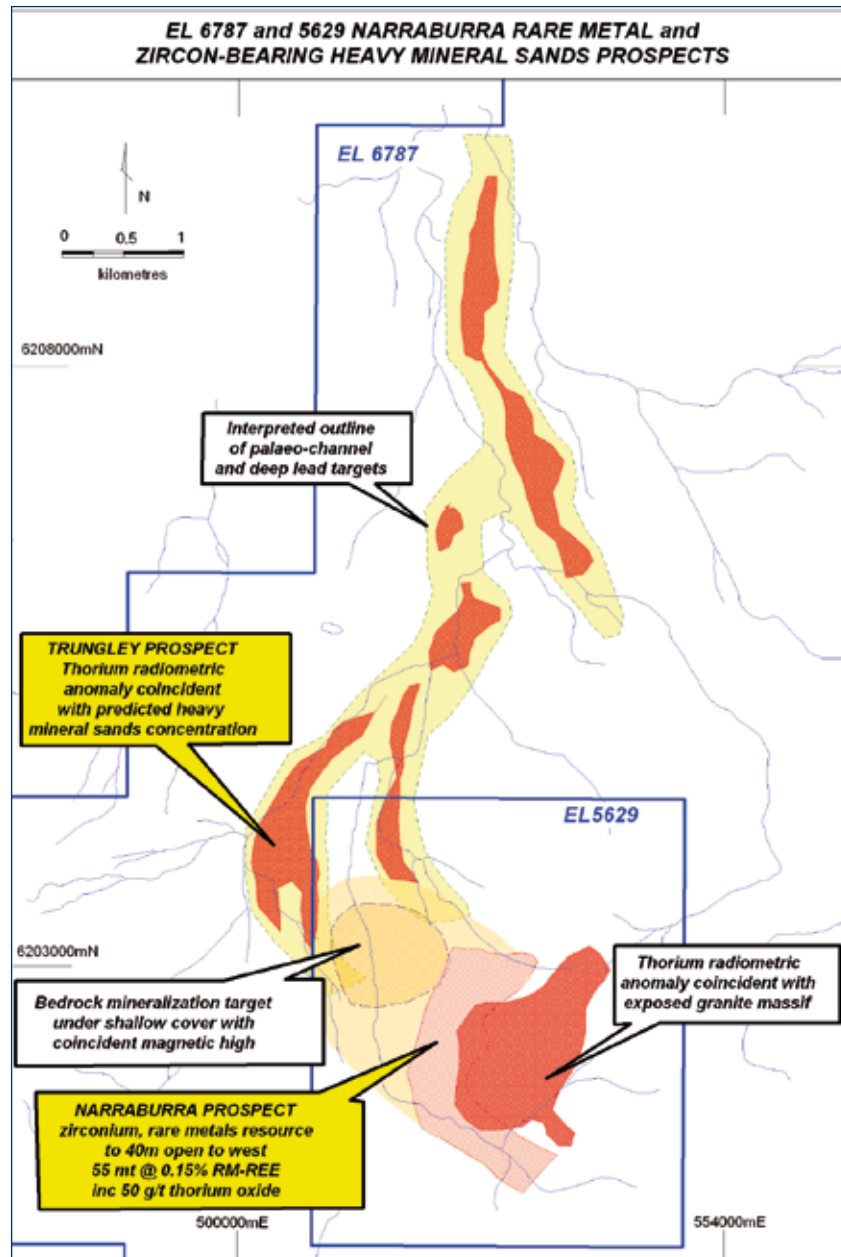 EL 6787 and 5629 NARRABURRA RARE METAL and
ZIRCON-BEARING HEAVY MINERAL SANDS PROSPECTS
EL 6787
N
0 0.5 1
kilometres
6208000mN
Interpreted outline
of palaeo-channel
and deep lead targets
TRUNGLEY PROSPECT
Thorium radiometric
anomaly coincident
with predicted heavy
mineral sands concentration
EL5629
6203000mN
Bedrock mineralization target
under shallow cover with
coincident magnetic high
Thorium radiometric
anomaly coincident with
exposed granite massif
NARRABURRA PROSPECT
zirconium, rare metals resource
to 40m open to west
55 mt @ 0.15% RM-REE
inc 50 g/t thorium oxide
500000mE
554000mE